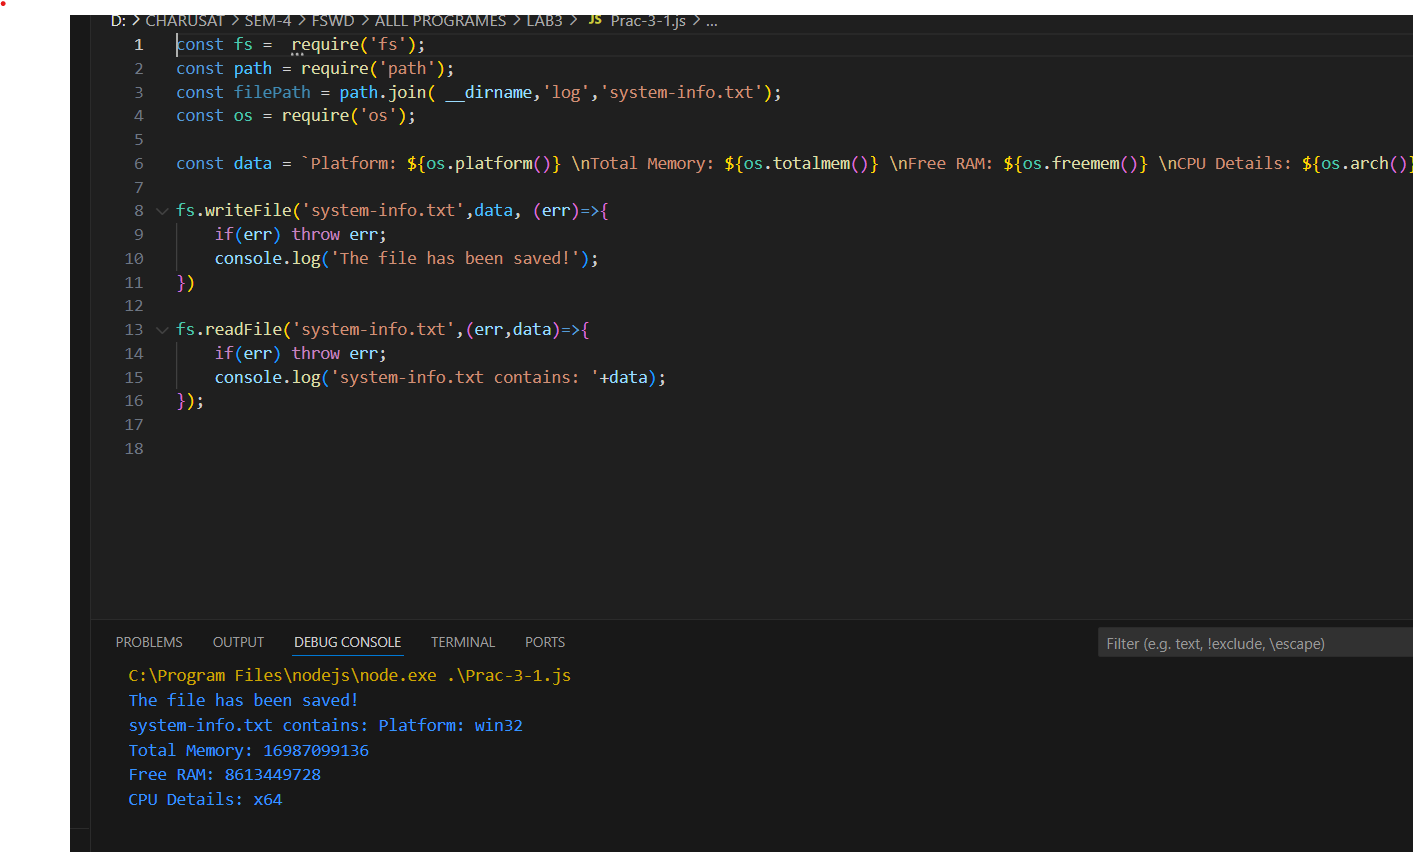 D: > CHARUSAT > SEM-4 > FSWD > ALLL PROGRAMES > LAB3 > JS Prac-3-1.js > ...
1 const fs =  require('fs');
2 const path = require('path');
3 const filePath = path.join( __dirname,'log','system-info.txt');
4 const os = require('os');
5
6 const data = `Platform: ${os.platform()} \nTotal Memory: ${os.totalmem()} \nFree RAM: ${os.freemem()} \nCPU Details: ${os.arch()}
7
8 fs.writeFile('system-info.txt',data, (err)=>{
9     if(err) throw err;
10     console.log('The file has been saved!');
11 })
12
13 fs.readFile('system-info.txt',(err,data)=>{
14     if(err) throw err;
15     console.log('system-info.txt contains: '+data);
16 });
17
18
PROBLEMS OUTPUT DEBUG CONSOLE TERMINAL PORTS Filter (e.g. text, !exclude, \escape)
C:\Program Files\nodejs\node.exe .\Prac-3-1.js
The file has been saved!
system-info.txt contains: Platform: win32
Total Memory: 16987099136
Free RAM: 8613449728
CPU Details: x64